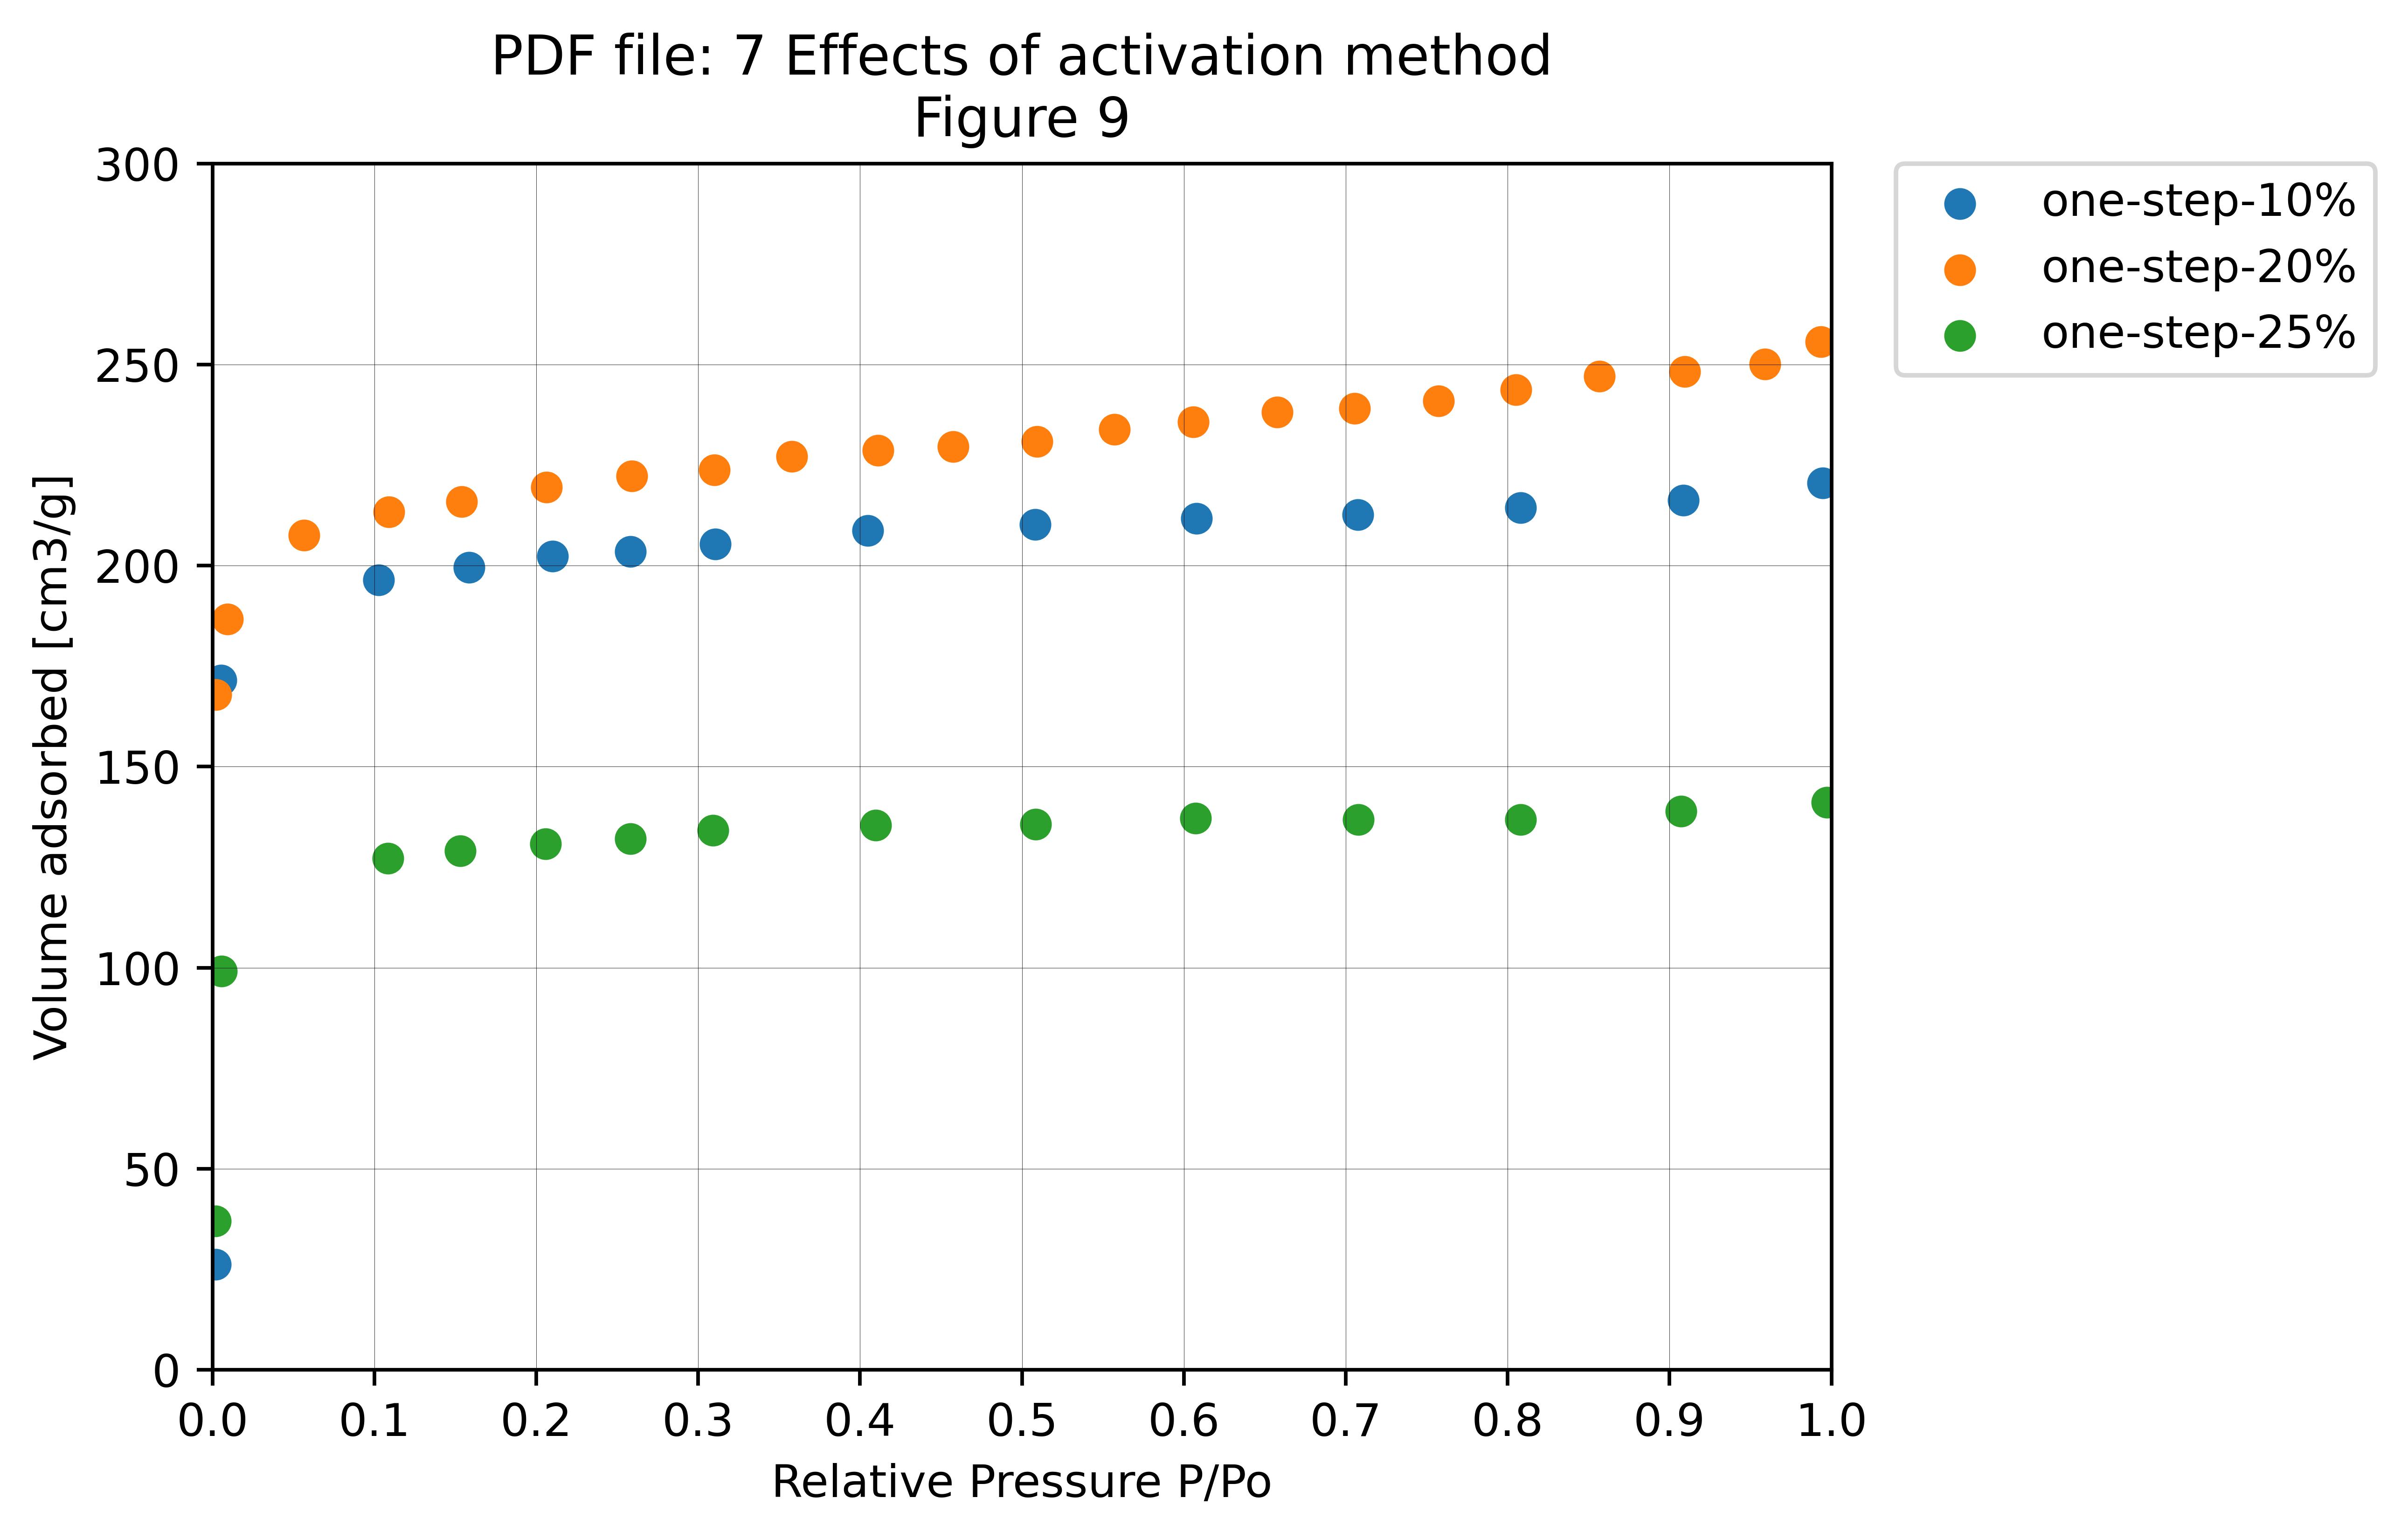 PDF file: 7 Effects of activation method
Figure 9
300
250
200
150
100
50
0
Volume adsorbed [cm3/g]
0.0 0.1 0.2 0.3 0.4 0.5 0.6 0.7 0.8 0.9 1.0
Relative Pressure P/Po
one-step-10%
one-step-20%
one-step-25%